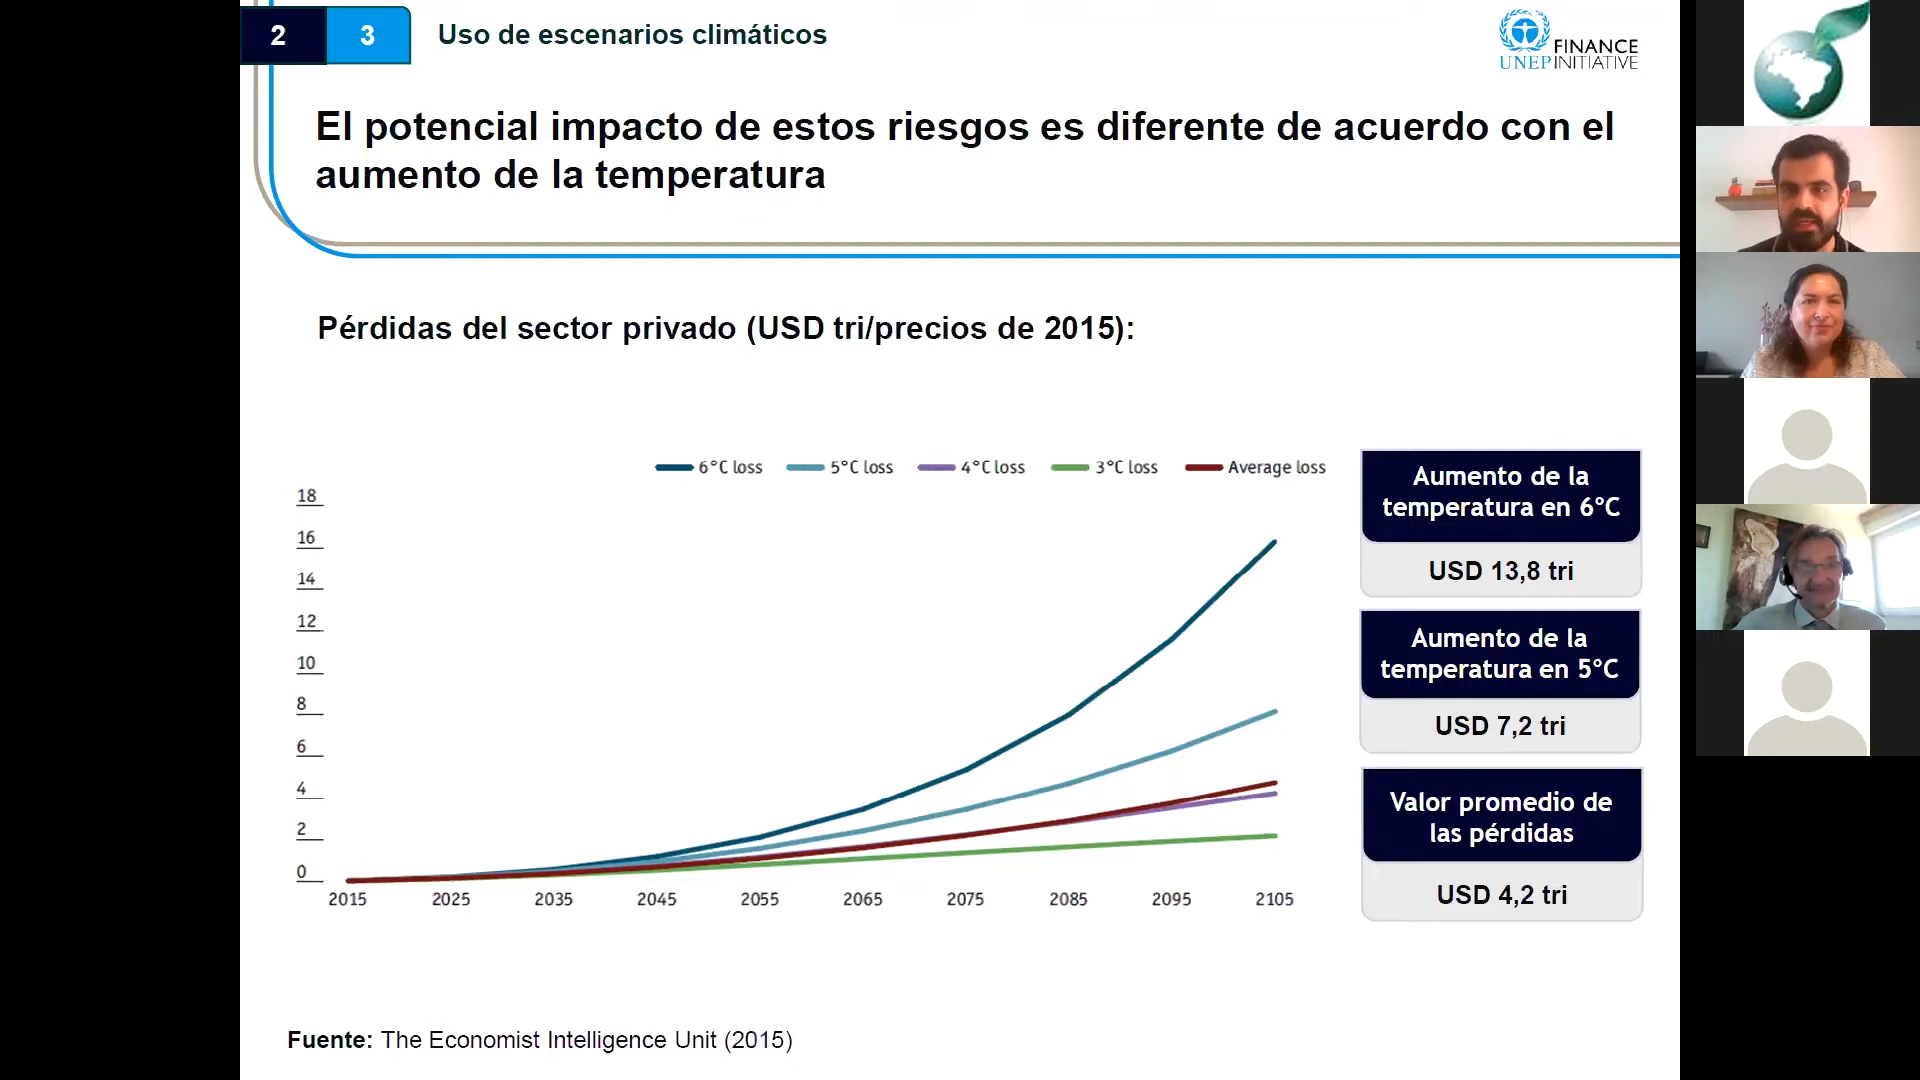 2
3
Uso de escenarios climáticos
FINANCE
UNEP INITIATIVE
El potencial impacto de estos riesgos es diferente de acuerdo con el
aumento de la temperatura
Pérdidas del sector privado (USD tri/precios de 2015):
6°C loss
5°C loss
4°C loss
3°C loss
Average loss
18
16
14
12
10
8
6
4
2
0
2015
2025
2035
2045
2055
2065
2075
2085
2095
2105
Aumento de la
temperatura en 6°C
USD 13,8 tri
Aumento de la
temperatura en 5°C
USD 7,2 tri
Valor promedio de
las pérdidas
USD 4,2 tri
Fuente: The Economist Intelligence Unit (2015)